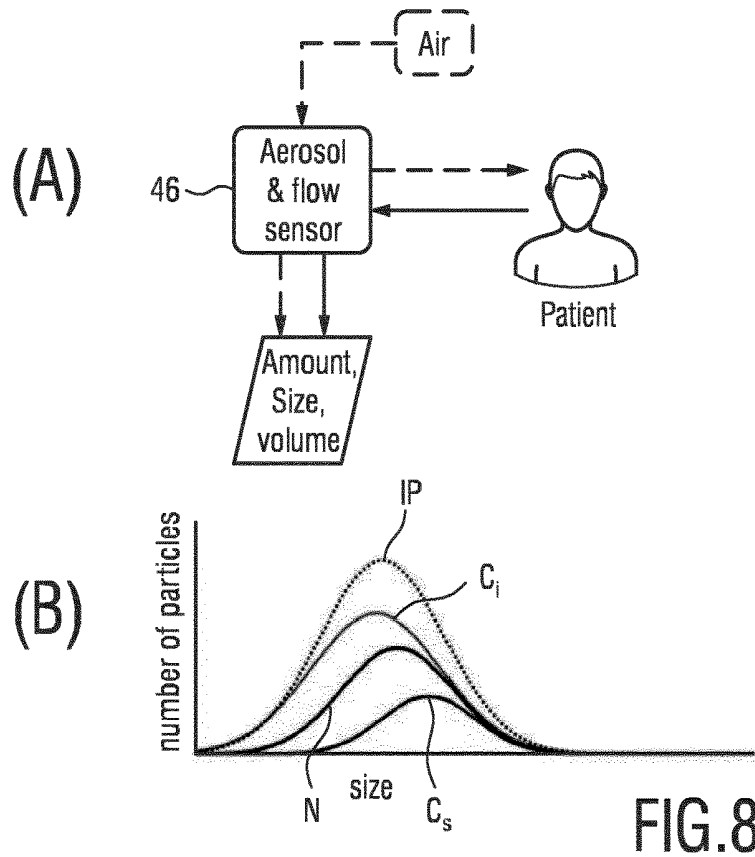 Air
(A)
46
Aerosol
& flow
sensor
Patient
Amount,
Size,
volume
(B)
number of particles
IP
Ci
N
size
Cs
FIG.8